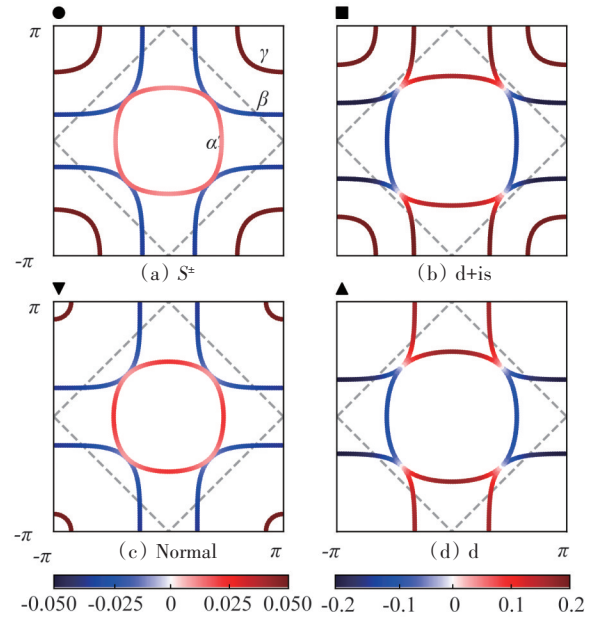 π
γ
β
α
-π
(a) S±
(b) d+is
π
-π
-π
(c) Normal
π
-π
(d) d
π
-0.050
-0.025
0
0.025
0.050
-0.2
-0.1
0
0.1
0.2